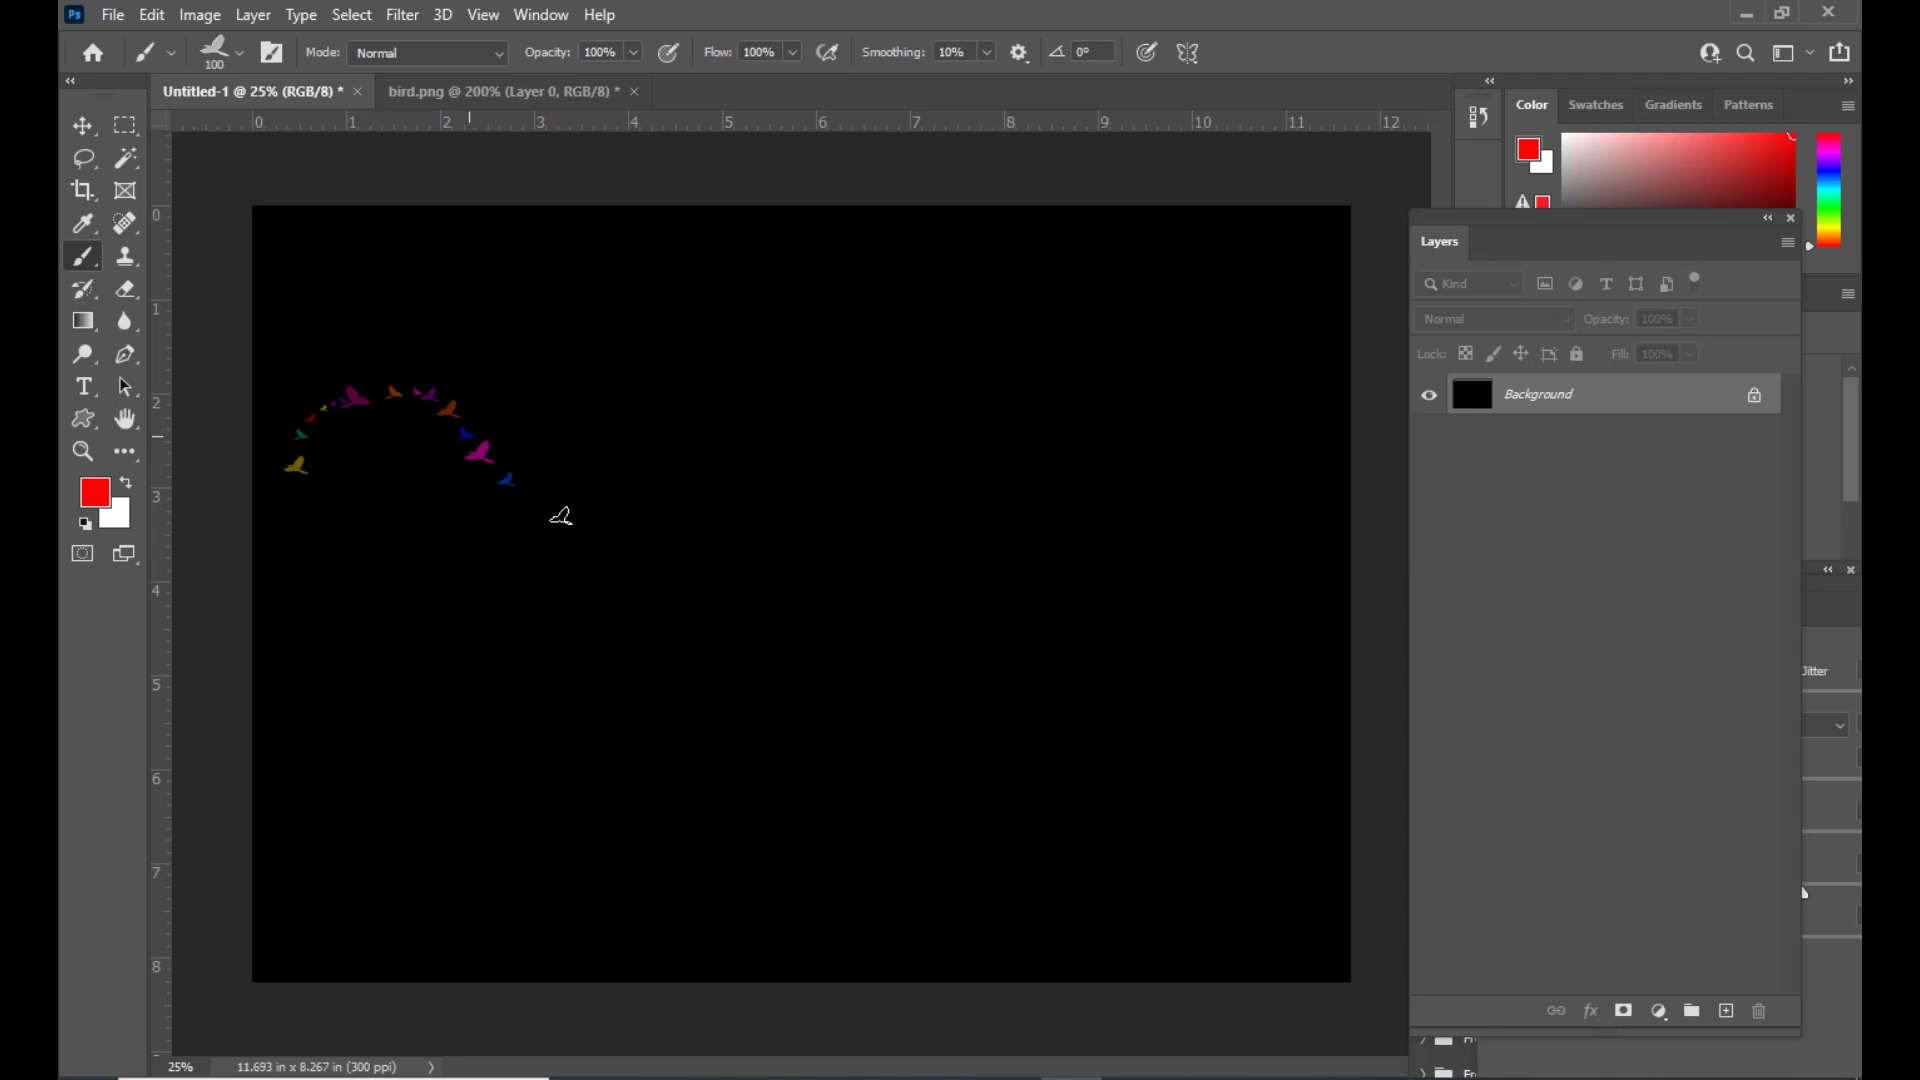 Ps File Edit Image Layer Type Select Filter 3D View Window Help
100 Mode: Normal Opacity: 100% Flow: 100% Smoothing: 10% 0°
Untitled-1 @ 25% (RGB/8) * × bird.png @ 200% (Layer 0, RGB/8) * ×
Color Swatches Gradients Patterns
0 1 2 3 4 5 6 7 8 9 10 11 12
0
1
2
3
4
5
6
7
8
Layers
Kind
Normal Opacity: 100%
Lock: Fill: 100%
Background
Jitter
25% 11.693 in x 8.267 in (300 ppi)